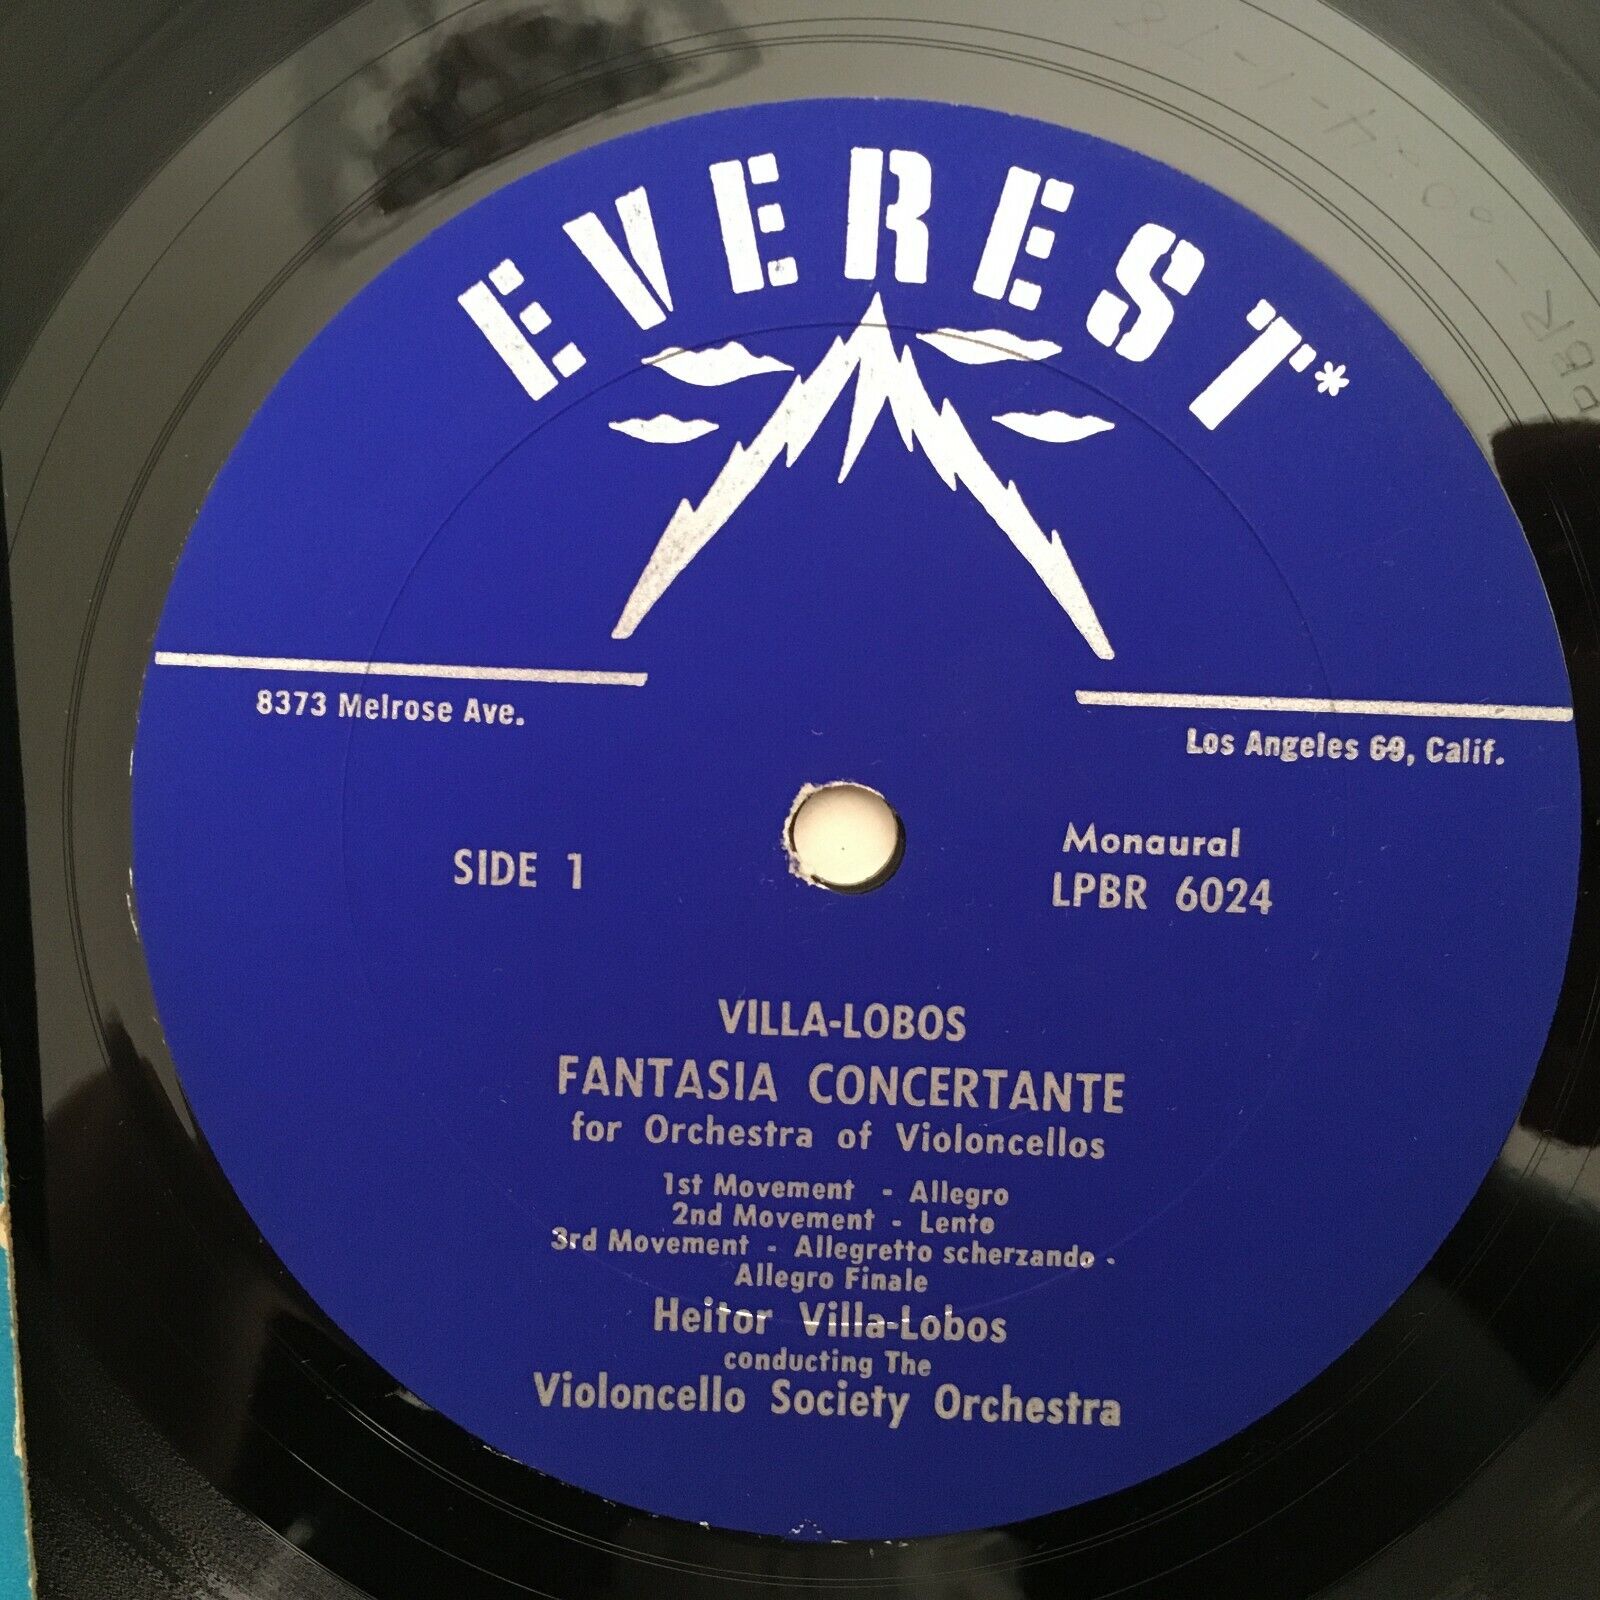 EVEREST*
8373 Melrose Ave.
Los Angeles 69, Calif.
SIDE 1
Monaural
LPBR 6024
VILLA-LOBOS
FANTASIA CONCERTANTE
for Orchestra of Violoncellos
1st Movement - Allegro
2nd Movement - Lento
3rd Movement - Allegretto scherzando -
Allegro Finale
Heitor Villa-Lobos
conducting The
Violoncello Society Orchestra